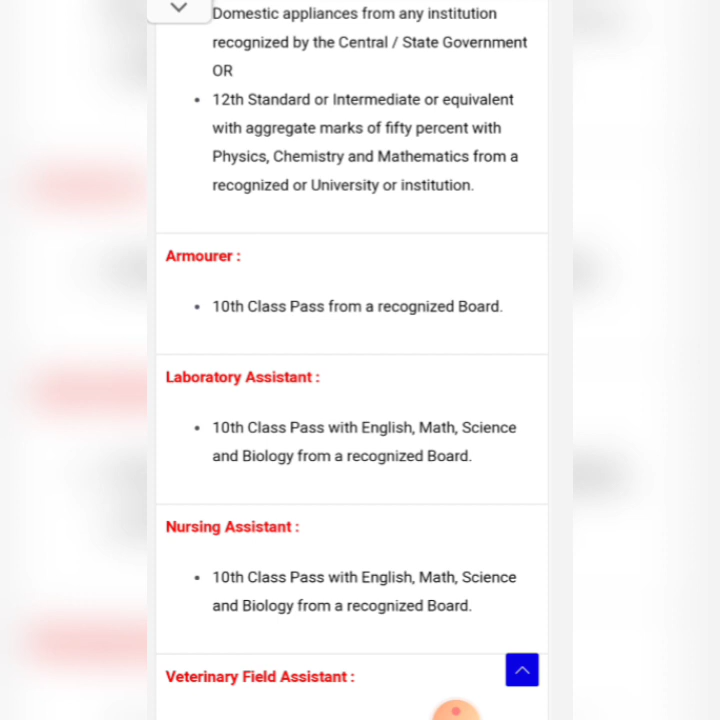 Domestic appliances from any institution
recognized by the Central / State Government
OR
• 12th Standard or Intermediate or equivalent
with aggregate marks of fifty percent with
Physics, Chemistry and Mathematics from a
recognized or University or institution.
Armourer :
• 10th Class Pass from a recognized Board.
Laboratory Assistant :
• 10th Class Pass with English, Math, Science
and Biology from a recognized Board.
Nursing Assistant :
• 10th Class Pass with English, Math, Science
and Biology from a recognized Board.
Veterinary Field Assistant :